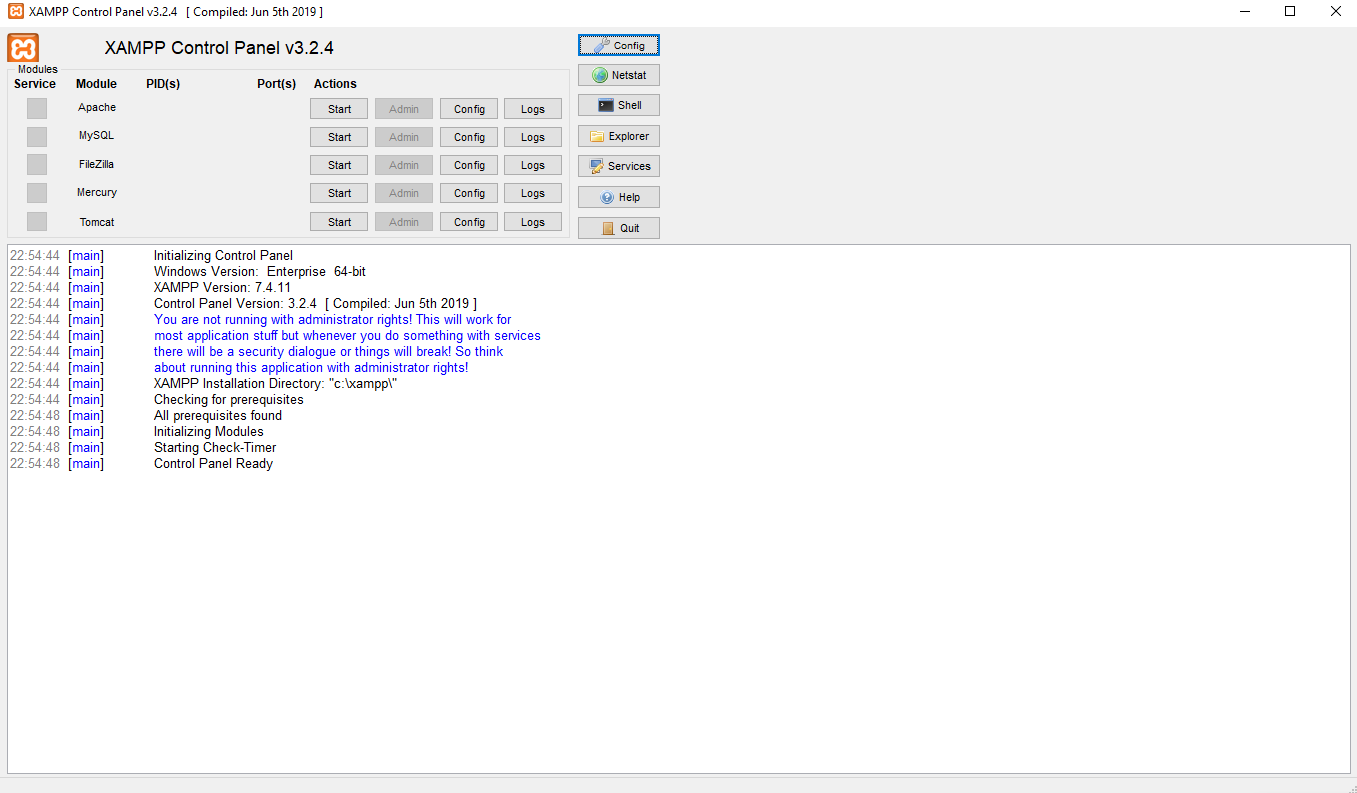 XAMPP Control Panel v3.2.4 [ Compiled: Jun 5th 2019 ]
XAMPP Control Panel v3.2.4
Modules
Service Module PID(s) Port(s) Actions
Apache Start Admin Config Logs
MySQL Start Admin Config Logs
FileZilla Start Admin Config Logs
Mercury Start Admin Config Logs
Tomcat Start Admin Config Logs
Config
Netstat
Shell
Explorer
Services
Help
Quit
22:54:44 [main] Initializing Control Panel
22:54:44 [main] Windows Version: Enterprise 64-bit
22:54:44 [main] XAMPP Version: 7.4.11
22:54:44 [main] Control Panel Version: 3.2.4 [ Compiled: Jun 5th 2019 ]
22:54:44 [main] You are not running with administrator rights! This will work for
22:54:44 [main] most application stuff but whenever you do something with services
22:54:44 [main] there will be a security dialogue or things will break! So think
22:54:44 [main] about running this application with administrator rights!
22:54:44 [main] XAMPP Installation Directory: "c:\xampp\"
22:54:44 [main] Checking for prerequisites
22:54:48 [main] All prerequisites found
22:54:48 [main] Initializing Modules
22:54:48 [main] Starting Check-Timer
22:54:48 [main] Control Panel Ready